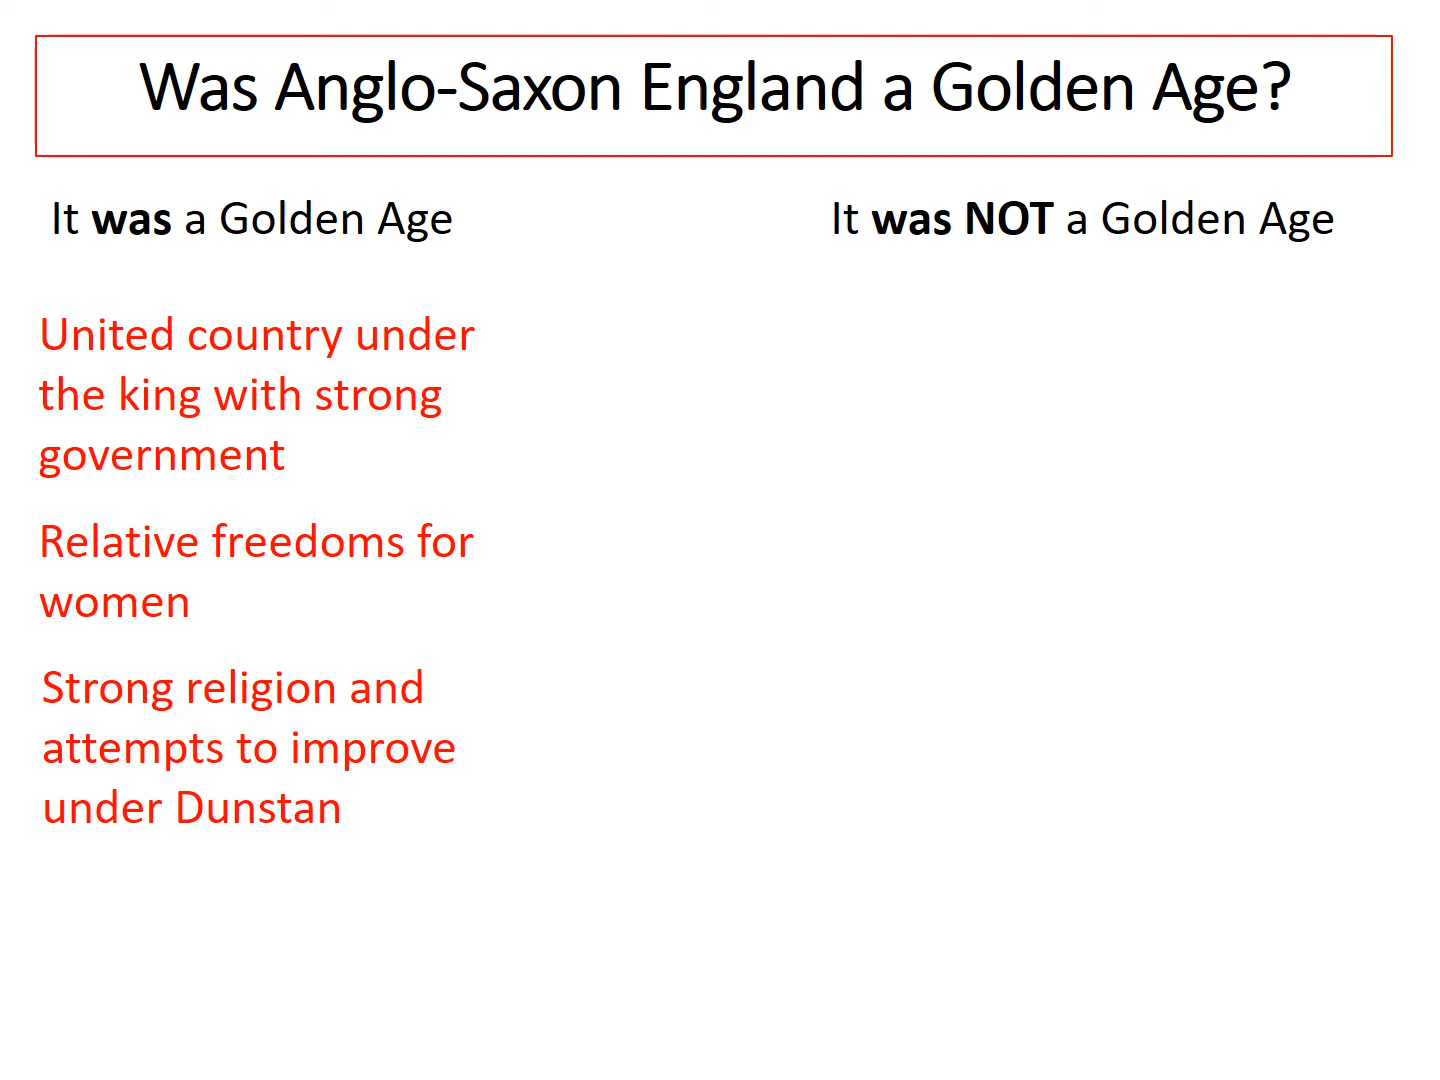 Was Anglo-Saxon England a Golden Age?
It was a Golden Age
It was NOT a Golden Age
United country under
the king with strong
government
Relative freedoms for
women
Strong religion and
attempts to improve
under Dunstan